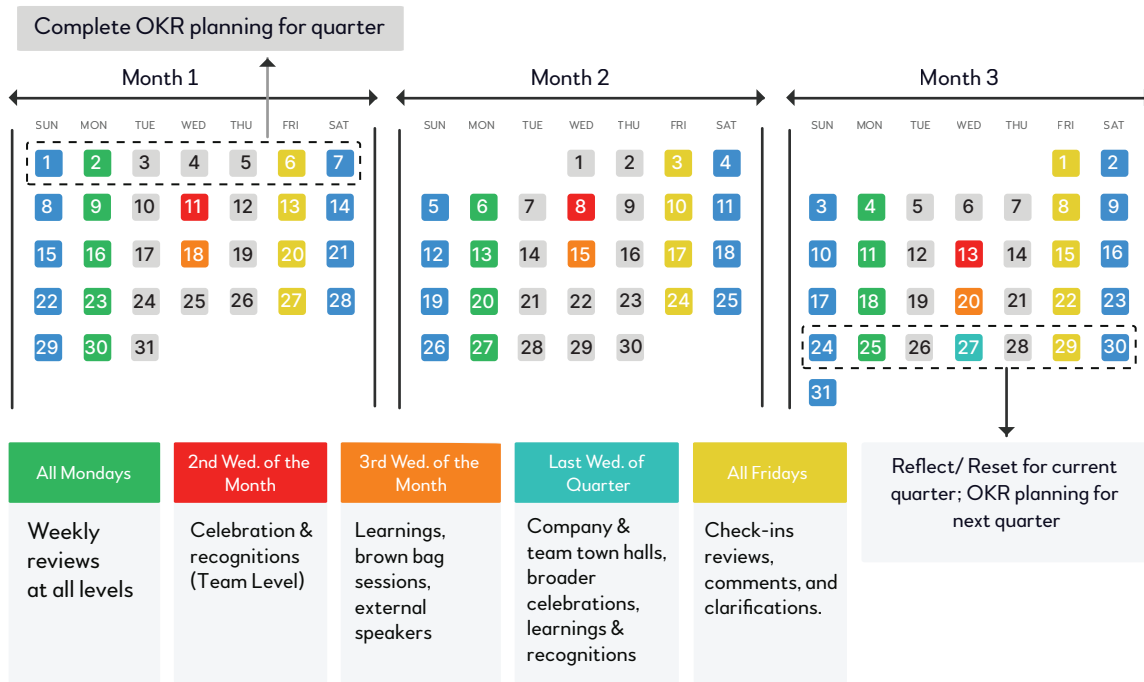 Complete OKR planning for quarter
Month 1 Month 2 Month 3
SUN MON TUE WED THU FRI SAT SUN MON TUE WED THU FRI SAT SUN MON TUE WED THU FRI SAT
1 2 3 4 5 6 7 1 2 3 4 1 2
8 9 10 11 12 13 14 5 6 7 8 9 10 11 3 4 5 6 7 8 9
15 16 17 18 19 20 21 12 13 14 15 16 17 18 10 11 12 13 14 15 16
22 23 24 25 26 27 28 19 20 21 22 23 24 25 17 18 19 20 21 22 23
29 30 31 26 27 28 29 30 24 25 26 27 28 29 30
31
All Mondays
Weekly
reviews
at all levels
2nd Wed. of the
Month
Celebration &
recognitions
(Team Level)
3rd Wed. of the
Month
Learnings,
brown bag
sessions,
external
speakers
Last Wed. of
Quarter
Company &
team town halls,
broader
celebrations,
learnings &
recognitions
All Fridays
Check-ins
reviews,
comments, and
clarifications.
Reflect/ Reset for current
quarter; OKR planning for
next quarter